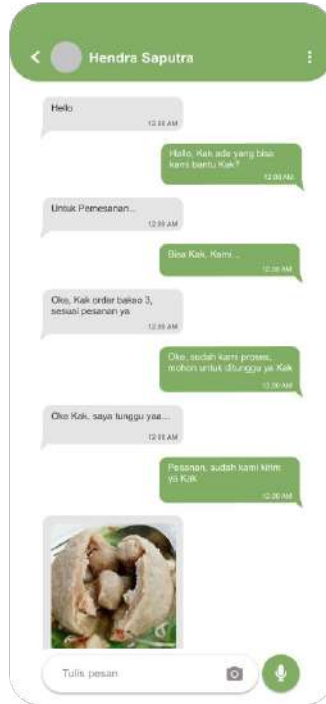 Hendra Saputra
Hello
12.00 AM
Hallo, Kak ada yang bisa
kami bantu Kak?
12.00 AM
Untuk Pemesanan...
12.00 AM
Bisa Kak, Kami...
12.00 AM
Oke, Kak order bakso 3,
sesuai pesanan ya
12.00 AM
Oke, sudah kami proses,
mohon untuk ditunggu ya Kak
12.00 AM
Oke Kak, saya tunggu yaa...
12.00 AM
Pesanan, sudah kami kirim
ya Kak
12.00 AM
Tulis pesan